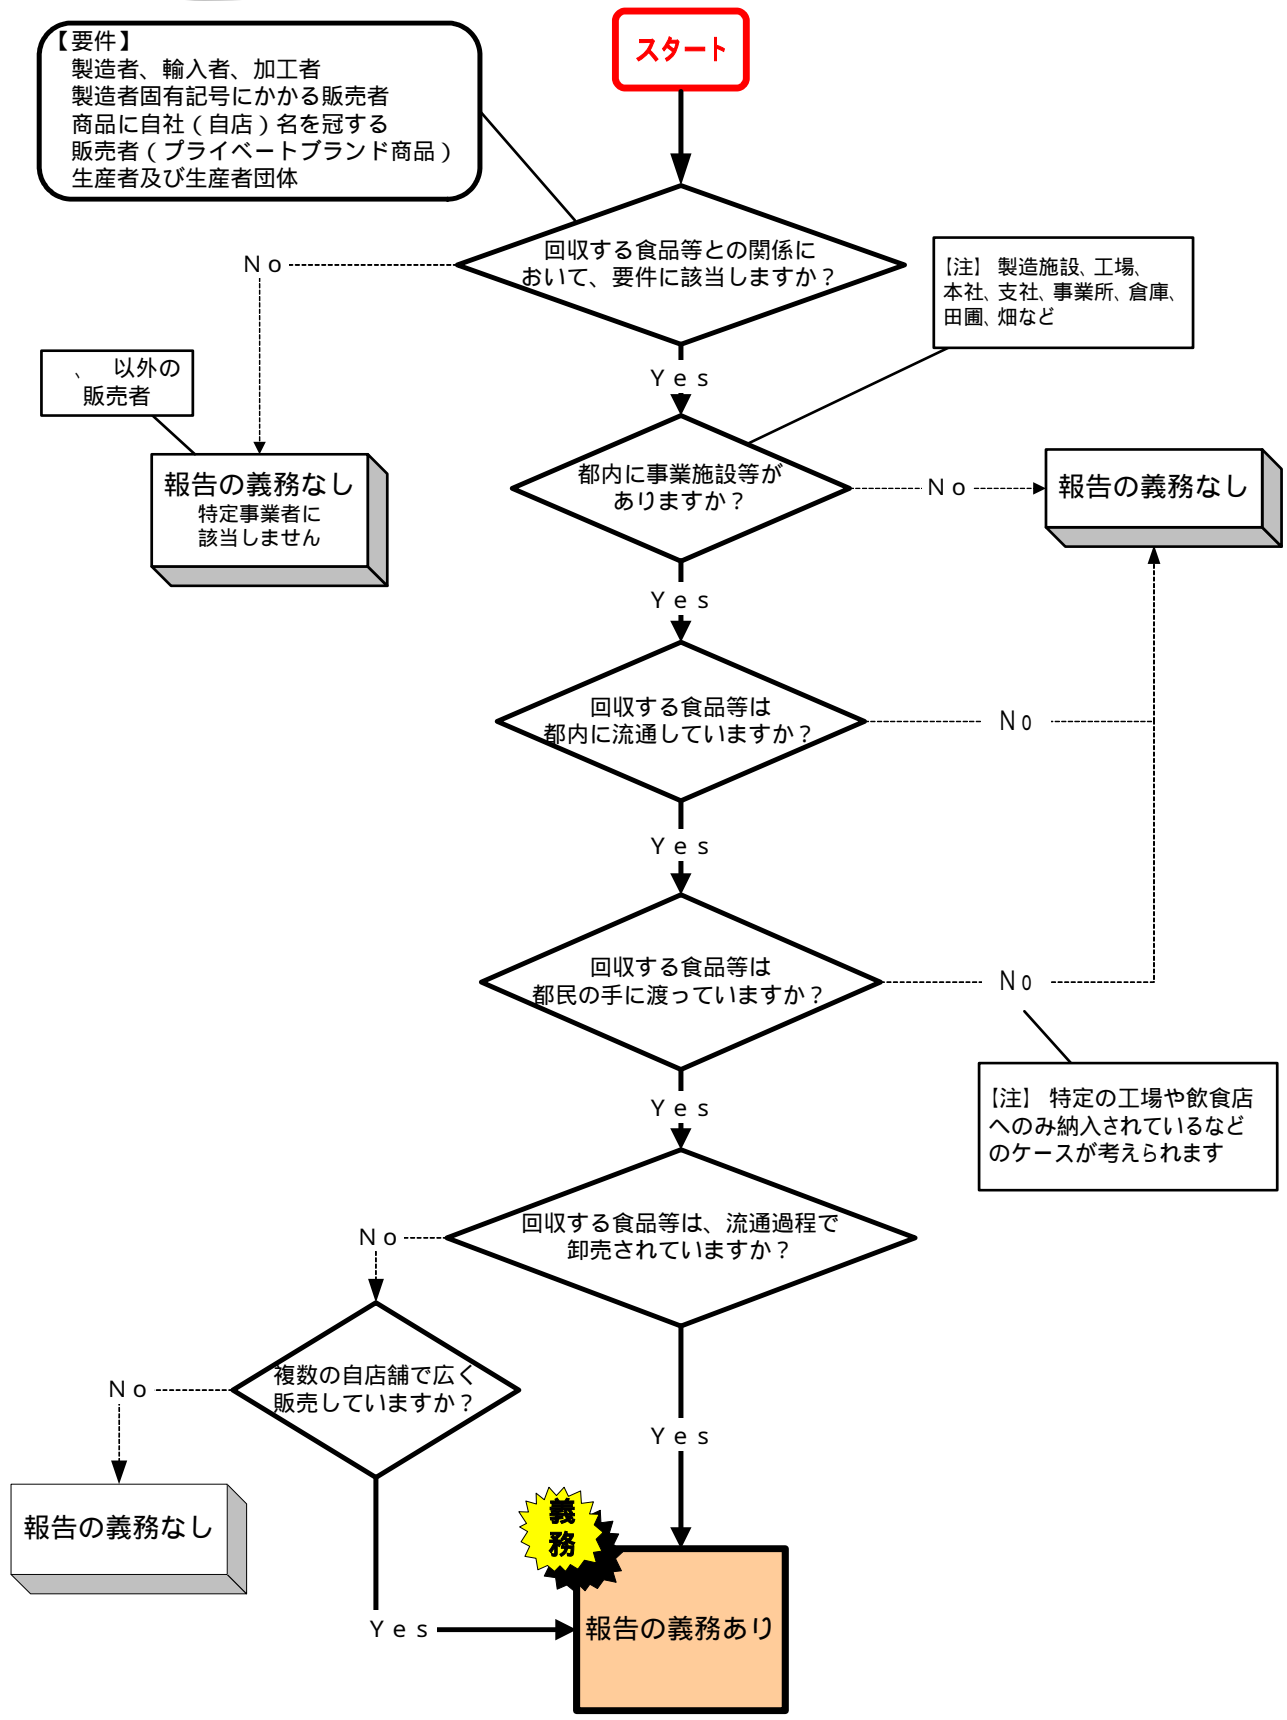 スタート
【要件】
製造者、輸入者、加工者
製造者固有記号にかかる販売者
商品に自社（自店）名を冠する
販売者（プライベートブランド商品）
生産者及び生産者団体
回収する食品等との関係に
おいて、要件に該当しますか？
No
、　以外の
販売者
報告の義務なし
特定事業者に
該当しません
Yes
【注】 製造施設、工場、
本社、支社、事業所、倉庫、
田圃、畑など
都内に事業施設等が
ありますか？
No
報告の義務なし
Yes
回収する食品等は
都内に流通していますか？
No
Yes
回収する食品等は
都民の手に渡っていますか？
No
【注】 特定の工場や飲食店
へのみ納入されているなど
のケースが考えられます
Yes
回収する食品等は、流通過程で
卸売されていますか？
No
複数の自店舗で広く
販売していますか？
No
報告の義務なし
Yes
Yes
義
務
報告の義務あり